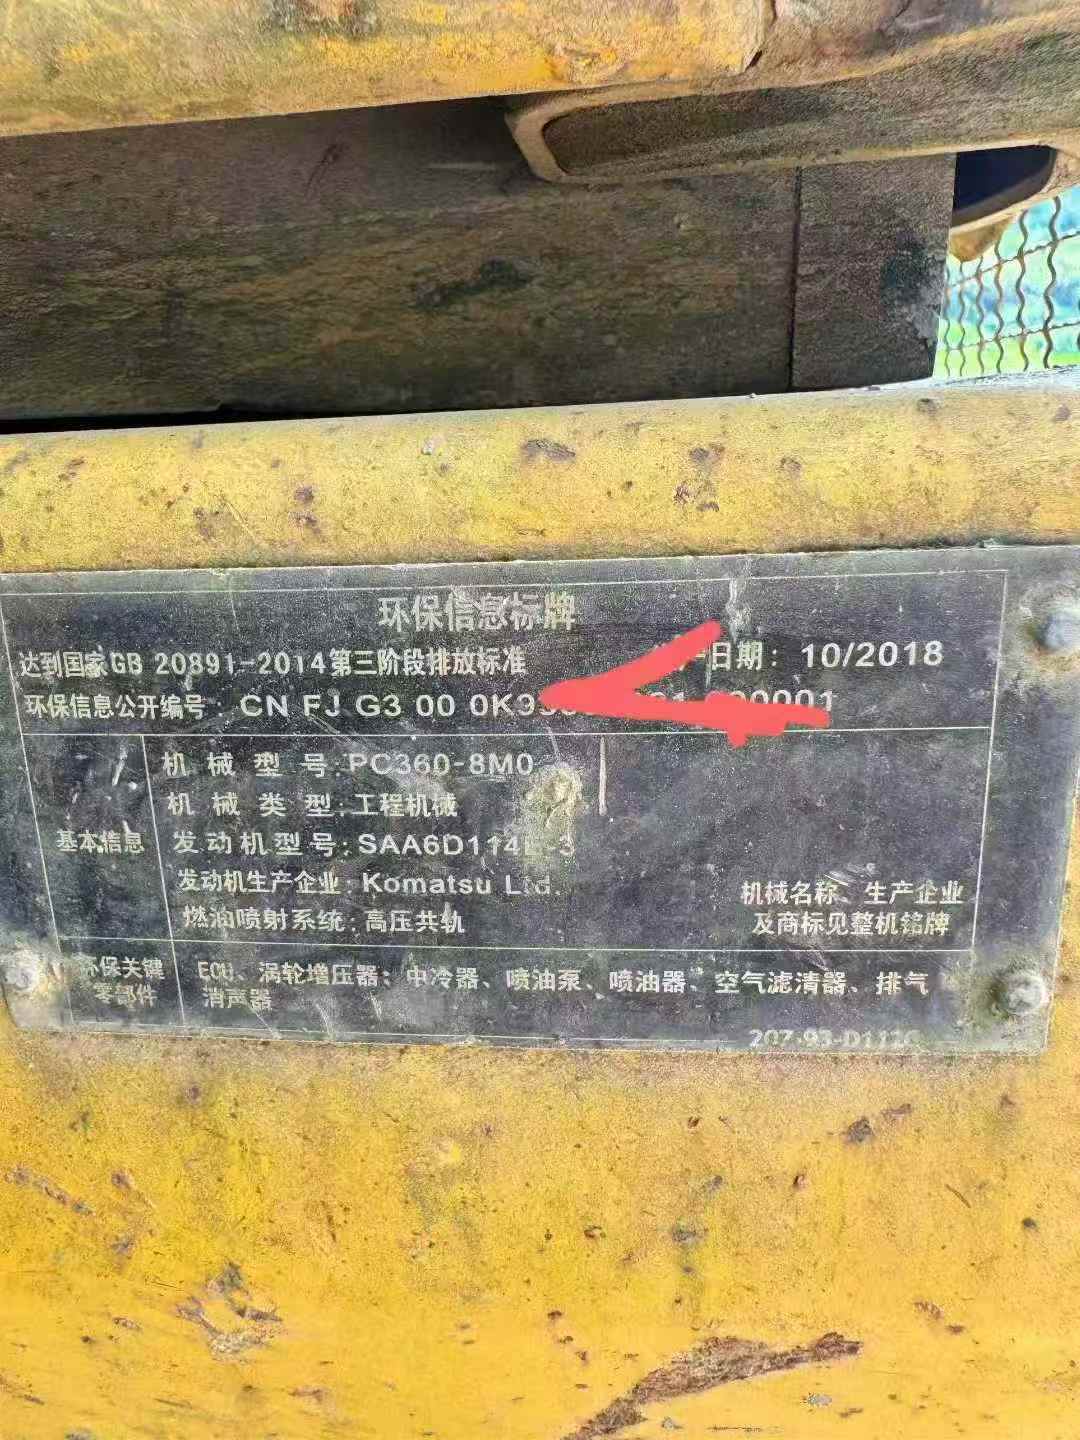 环保信息标牌
达到国家GB 20891-2014第三阶段排放标准 日期: 10/2018
环保信息公开编号: CN FJ G3 00 0K99
机械型号:PC360-8M0
机械类型:工程机械
基本信息
发动机型号:SAA6D114E-3
发动机生产企业:Komatsu Ltd.
燃油喷射系统:高压共轨
机械名称、生产企业
及商标见整机铭牌
环保关键
零部件
ECU、涡轮增压器;中冷器、喷油泵、喷油器、空气滤清器、排气
消声器